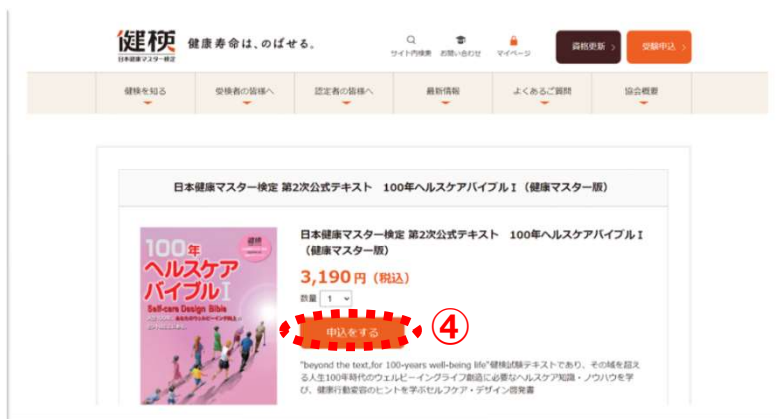 健検
日本健康マスター検定
健康寿命は、のばせる。
サイト内検索 お問い合わせ マイページ
資格更新 >
受験申込 >
健検を知る 受検者の皆様へ 認定者の皆様へ 最新情報 よくあるご質問 協会概要
日本健康マスター検定 第2次公式テキスト 100年ヘルスケアバイブルⅠ(健康マスター版)
100年
ヘルスケア
バイブルⅠ
Self-care Design Bible
健検
日本健康マスター検定 第2次公式テキスト 100年ヘルスケアバイブルⅠ
(健康マスター版)
3,190円(税込)
数量 1
申込をする
④
"beyond the text,for 100-years well-being life"健検試験テキストであり、その域を超え
る人生100年時代のウェルビーイングライフ創造に必要なヘルスケア知識・ノウハウを学
び、健康行動変容のヒントを学ぶセルフケア・デザイン啓発書